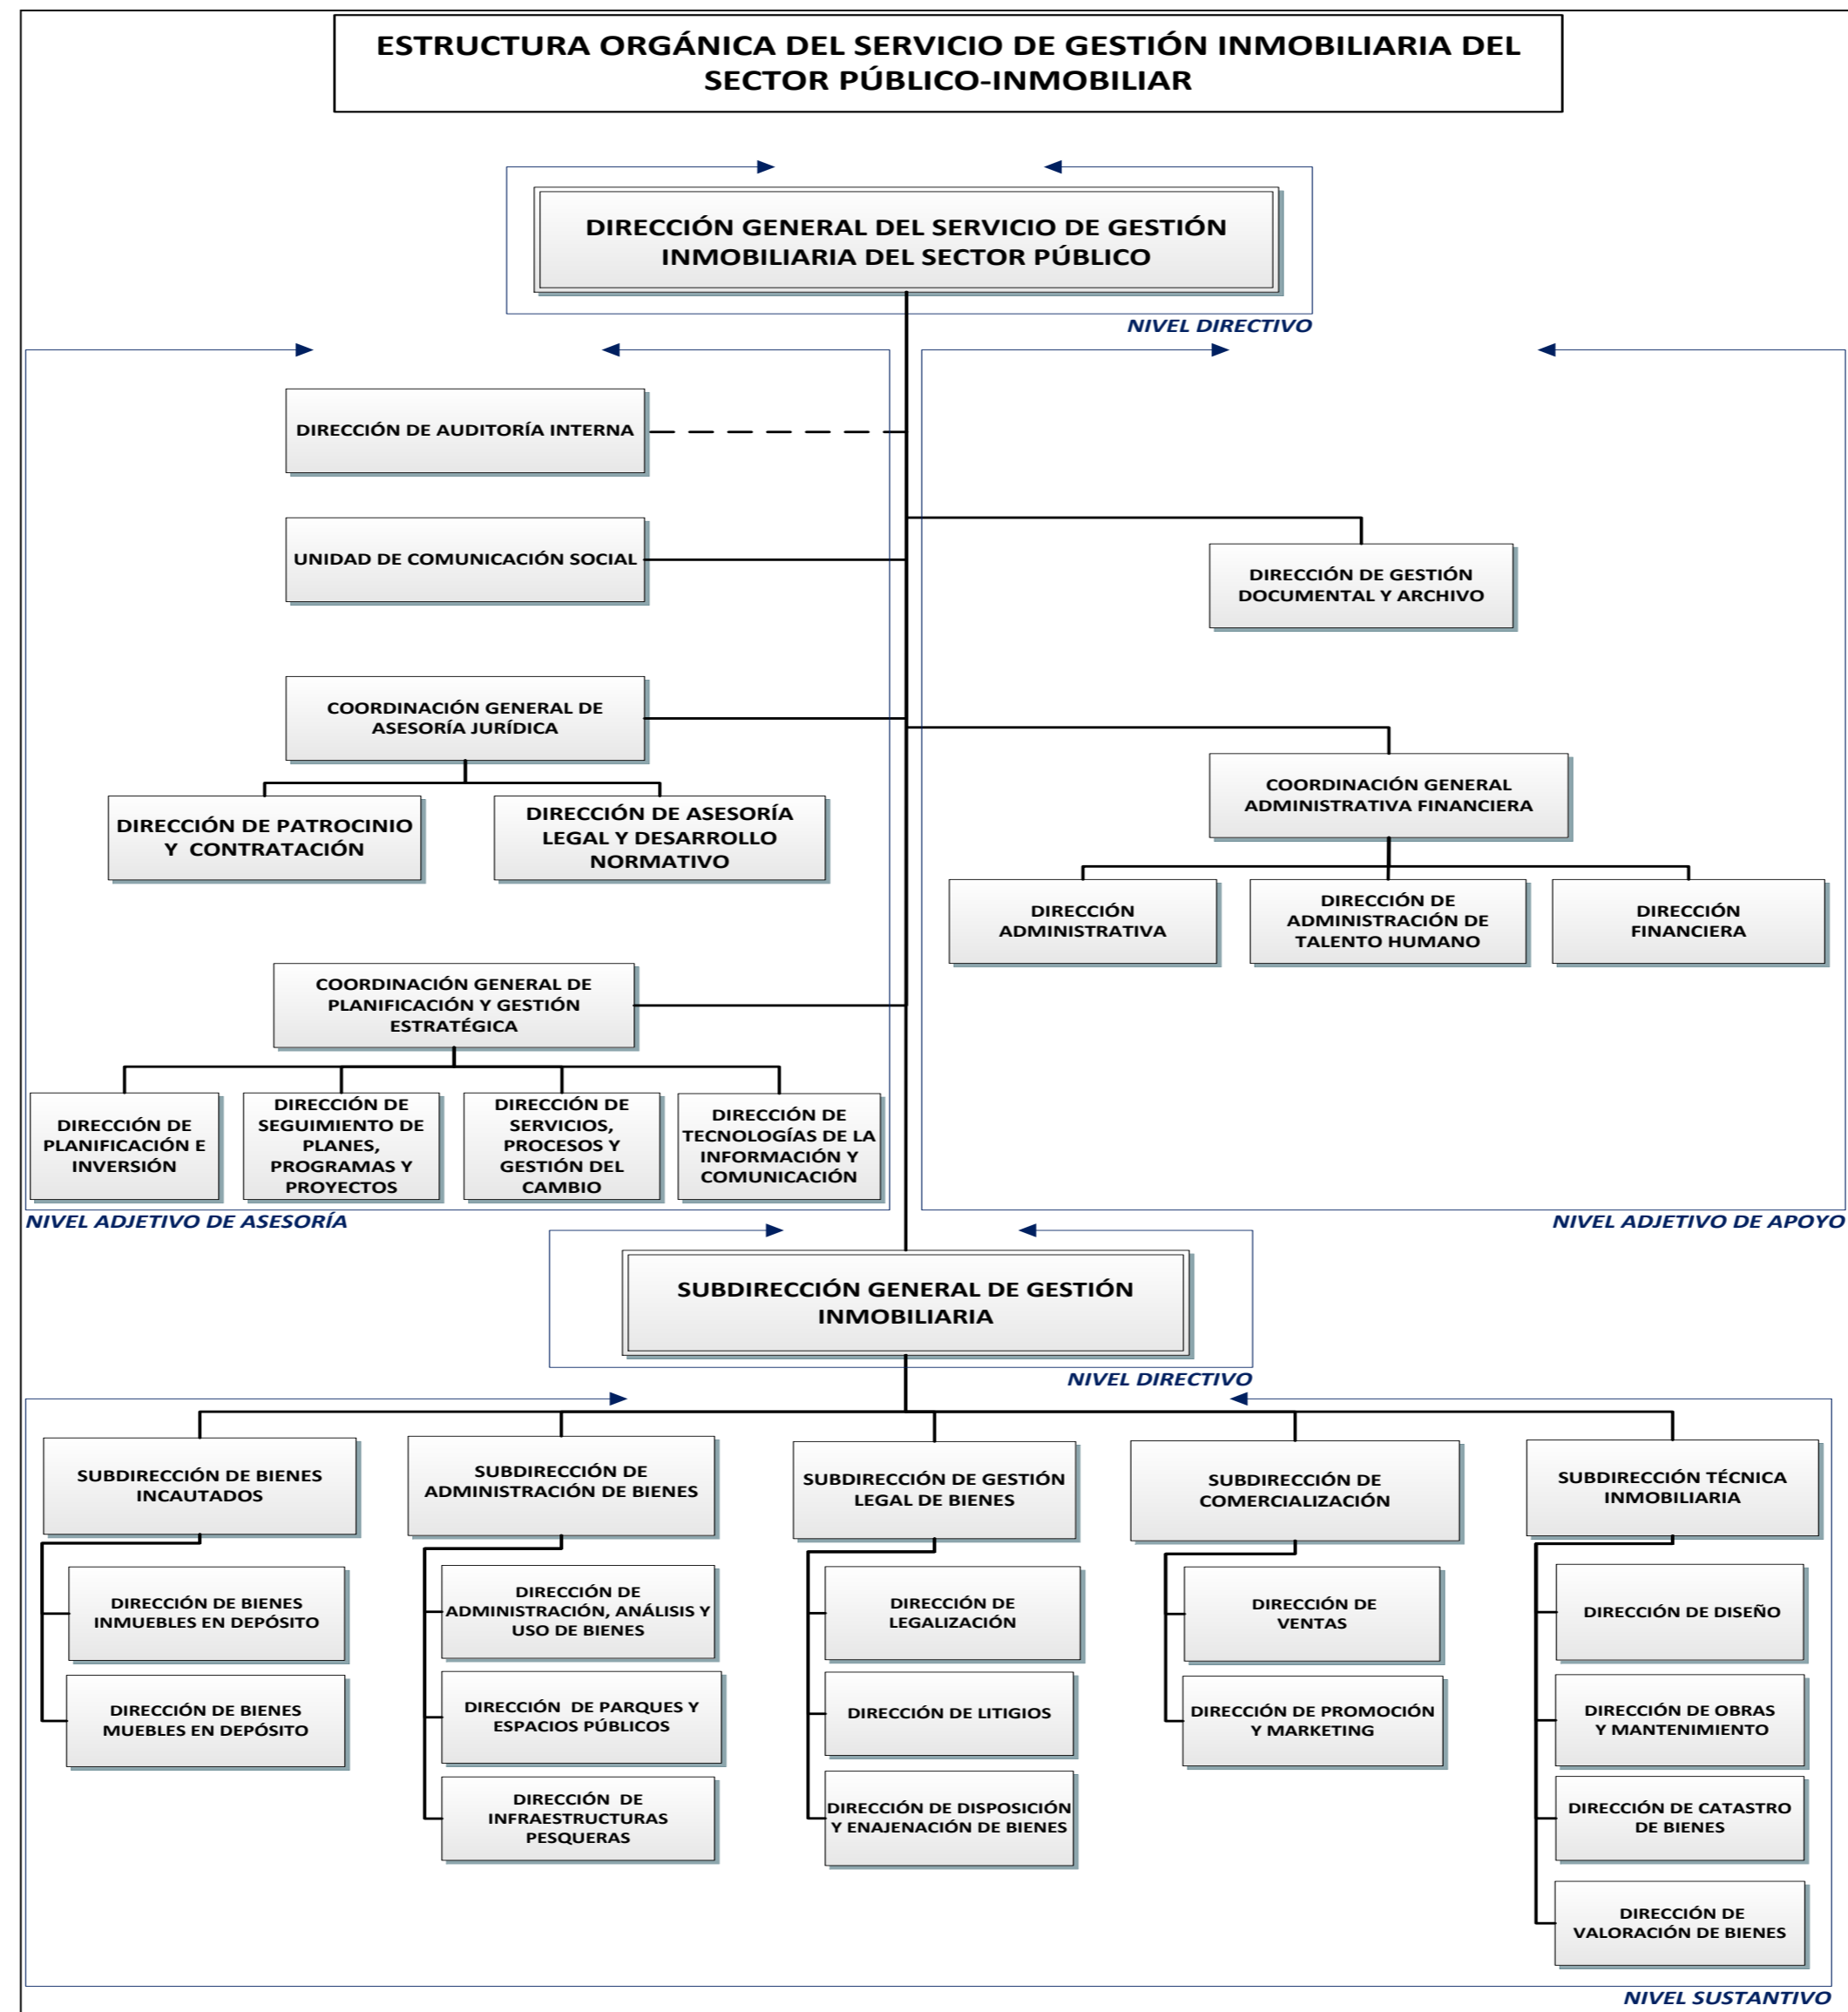 ESTRUCTURA ORGÁNICA DEL SERVICIO DE GESTIÓN INMOBILIARIA DEL
SECTOR PÚBLICO-INMOBILIAR
DIRECCIÓN GENERAL DEL SERVICIO DE GESTIÓN
INMOBILIARIA DEL SECTOR PÚBLICO
NIVEL DIRECTIVO
DIRECCIÓN DE AUDITORÍA INTERNA
UNIDAD DE COMUNICACIÓN SOCIAL
COORDINACIÓN GENERAL DE
ASESORÍA JURÍDICA
DIRECCIÓN DE PATROCINIO
Y CONTRATACIÓN
DIRECCIÓN DE ASESORÍA
LEGAL Y DESARROLLO
NORMATIVO
COORDINACIÓN GENERAL DE
PLANIFICACIÓN Y GESTIÓN
ESTRATÉGICA
DIRECCIÓN DE
PLANIFICACIÓN E
INVERSIÓN
DIRECCIÓN DE
SEGUIMIENTO DE
PLANES,
PROGRAMAS Y
PROYECTOS
DIRECCIÓN DE
SERVICIOS,
PROCESOS Y
GESTIÓN DEL
CAMBIO
DIRECCIÓN DE
TECNOLOGÍAS DE LA
INFORMACIÓN Y
COMUNICACIÓN
NIVEL ADJETIVO DE ASESORÍA
DIRECCIÓN DE GESTIÓN
DOCUMENTAL Y ARCHIVO
COORDINACIÓN GENERAL
ADMINISTRATIVA FINANCIERA
DIRECCIÓN
ADMINISTRATIVA
DIRECCIÓN DE
ADMINISTRACIÓN DE
TALENTO HUMANO
DIRECCIÓN
FINANCIERA
NIVEL ADJETIVO DE APOYO
SUBDIRECCIÓN GENERAL DE GESTIÓN
INMOBILIARIA
NIVEL DIRECTIVO
SUBDIRECCIÓN DE BIENES
INCAUTADOS
DIRECCIÓN DE BIENES
INMUEBLES EN DEPÓSITO
DIRECCIÓN DE BIENES
MUEBLES EN DEPÓSITO
SUBDIRECCIÓN DE
ADMINISTRACIÓN DE BIENES
DIRECCIÓN DE
ADMINISTRACIÓN, ANÁLISIS Y
USO DE BIENES
DIRECCIÓN DE PARQUES Y
ESPACIOS PÚBLICOS
DIRECCIÓN DE
INFRAESTRUCTURAS
PESQUERAS
SUBDIRECCIÓN DE GESTIÓN
LEGAL DE BIENES
DIRECCIÓN DE
LEGALIZACIÓN
DIRECCIÓN DE LITIGIOS
DIRECCIÓN DE DISPOSICIÓN
Y ENAJENACIÓN DE BIENES
SUBDIRECCIÓN DE
COMERCIALIZACIÓN
DIRECCIÓN DE
VENTAS
DIRECCIÓN DE PROMOCIÓN
Y MARKETING
SUBDIRECCIÓN TÉCNICA
INMOBILIARIA
DIRECCIÓN DE DISEÑO
DIRECCIÓN DE OBRAS
Y MANTENIMIENTO
DIRECCIÓN DE CATASTRO
DE BIENES
DIRECCIÓN DE
VALORACIÓN DE BIENES
NIVEL SUSTANTIVO